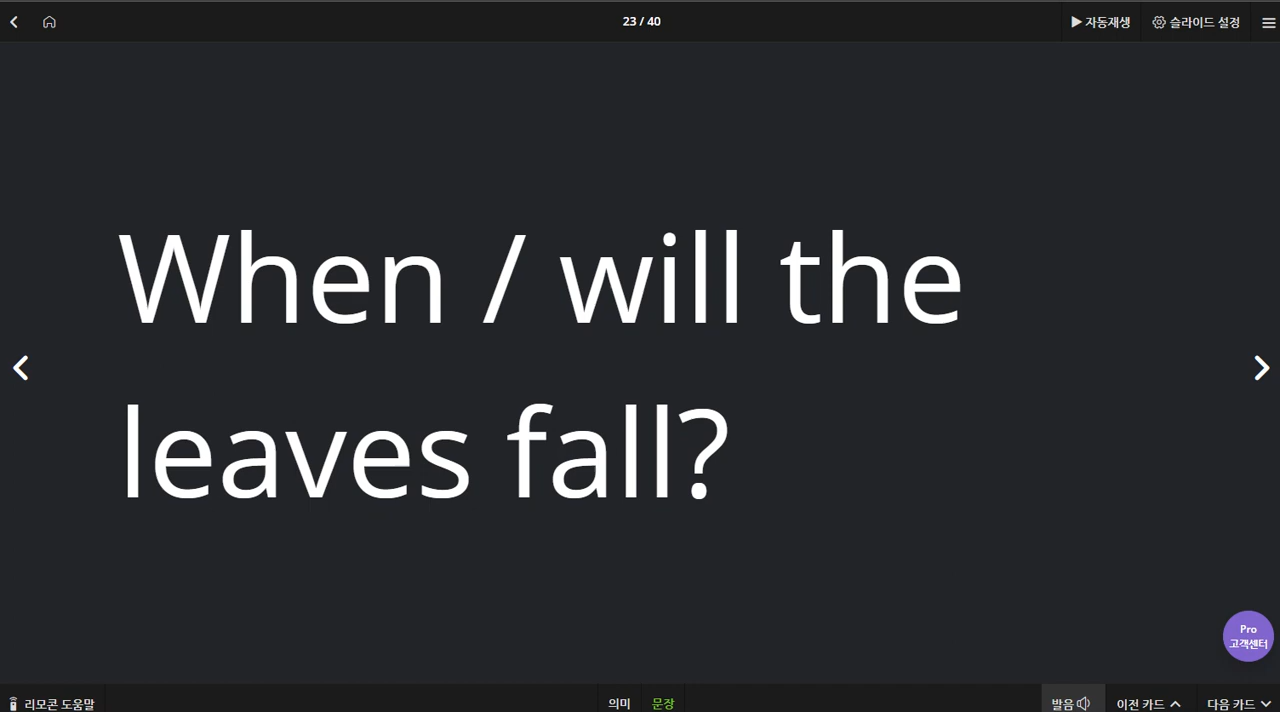 23 / 40
자동재생
슬라이드 설정
When / will the
leaves fall?
Pro
고객센터
리모콘 도움말
의미
문장
발음
이전 카드
다음 카드